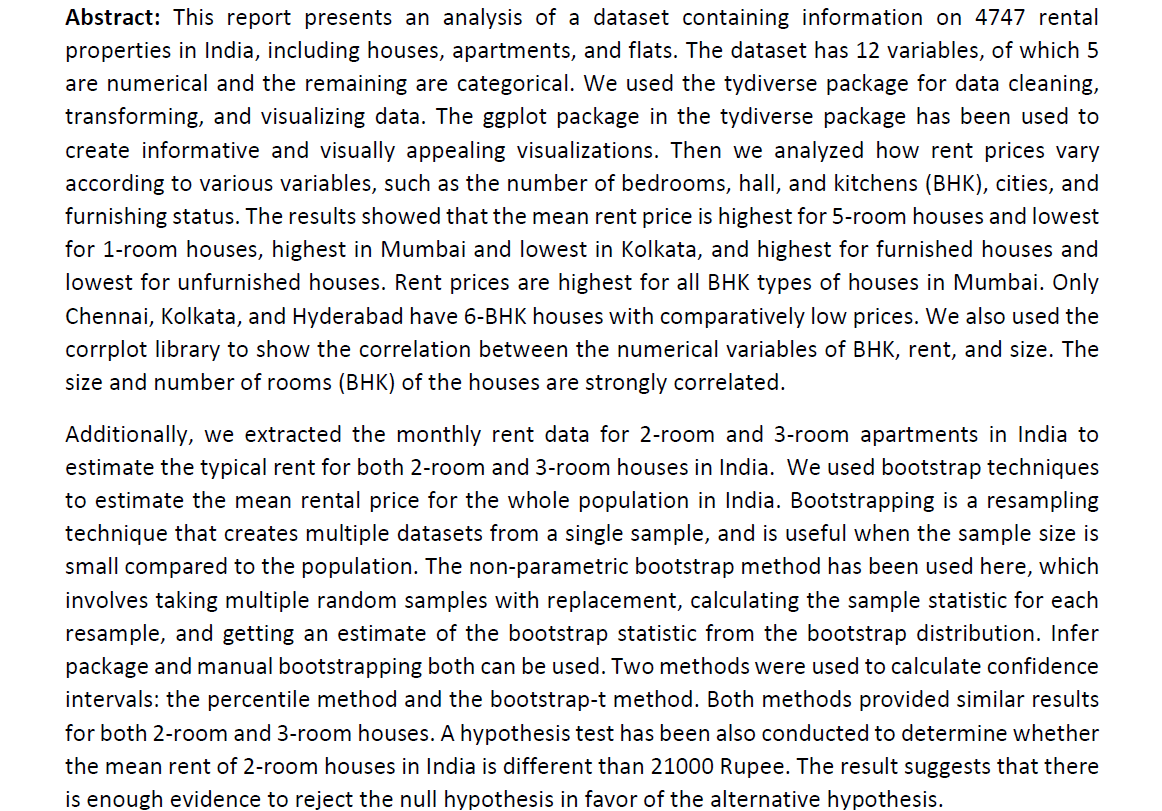 Abstract: This report presents an analysis of a dataset containing information on 4747 rental
properties in India, including houses, apartments, and flats. The dataset has 12 variables, of which 5
are numerical and the remaining are categorical. We used the tydiverse package for data cleaning,
transforming, and visualizing data. The ggplot package in the tydiverse package has been used to
create informative and visually appealing visualizations. Then we analyzed how rent prices vary
according to various variables, such as the number of bedrooms, hall, and kitchens (BHK), cities, and
furnishing status. The results showed that the mean rent price is highest for 5-room houses and lowest
for 1-room houses, highest in Mumbai and lowest in Kolkata, and highest for furnished houses and
lowest for unfurnished houses. Rent prices are highest for all BHK types of houses in Mumbai. Only
Chennai, Kolkata, and Hyderabad have 6-BHK houses with comparatively low prices. We also used the
corrplot library to show the correlation between the numerical variables of BHK, rent, and size. The
size and number of rooms (BHK) of the houses are strongly correlated.
Additionally, we extracted the monthly rent data for 2-room and 3-room apartments in India to
estimate the typical rent for both 2-room and 3-room houses in India.  We used bootstrap techniques
to estimate the mean rental price for the whole population in India. Bootstrapping is a resampling
technique that creates multiple datasets from a single sample, and is useful when the sample size is
small compared to the population. The non-parametric bootstrap method has been used here, which
involves taking multiple random samples with replacement, calculating the sample statistic for each
resample, and getting an estimate of the bootstrap statistic from the bootstrap distribution. Infer
package and manual bootstrapping both can be used. Two methods were used to calculate confidence
intervals: the percentile method and the bootstrap-t method. Both methods provided similar results
for both 2-room and 3-room houses. A hypothesis test has been also conducted to determine whether
the mean rent of 2-room houses in India is different than 21000 Rupee. The result suggests that there
is enough evidence to reject the null hypothesis in favor of the alternative hypothesis.